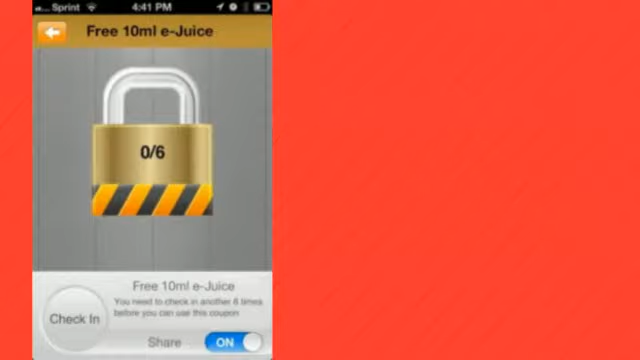 Sprint 4:41 PM
Free 10ml e-Juice
0/6
Free 10ml e-Juice
You need to check in another 6 times
before you can use this coupon
Check In
Share ON